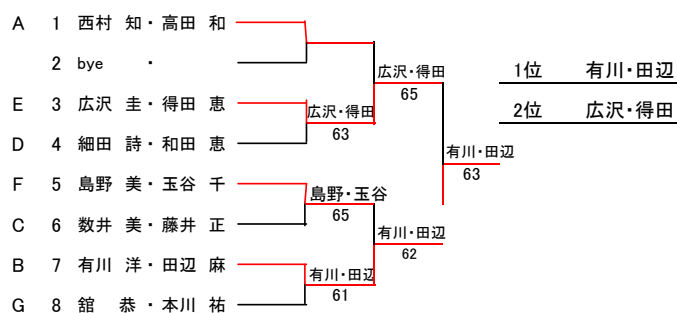 A 1 西村 知・高田 和
2 bye ・
広沢・得田
65
1位 有川・田辺
E 3 広沢 圭・得田 恵
広沢・得田
63
2位 広沢・得田
D 4 細田 詩・和田 恵
有川・田辺
63
F 5 島野 美・玉谷 千
島野・玉谷
65
C 6 数井 美・藤井 正
有川・田辺
62
B 7 有川 洋・田辺 麻
有川・田辺
61
G 8 舘 恭・本川 祐